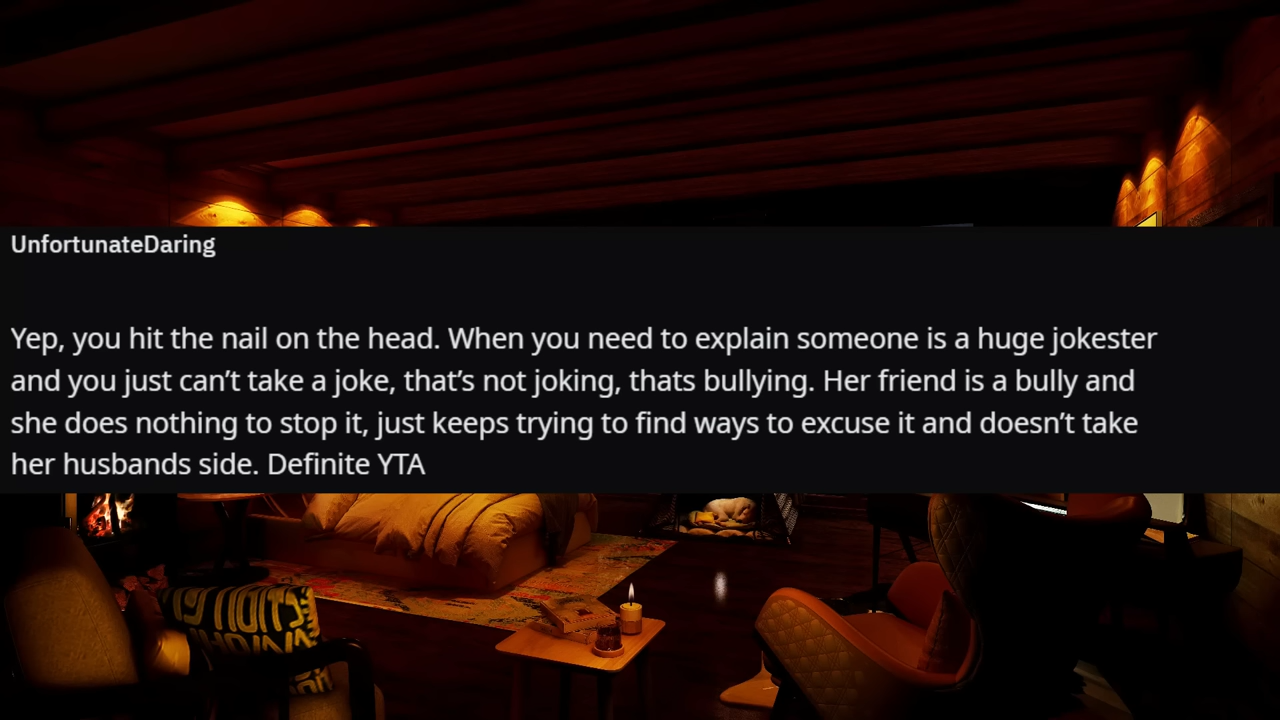 UnfortunateDaring
Yep, you hit the nail on the head. When you need to explain someone is a huge jokester
and you just can’t take a joke, that’s not joking, thats bullying. Her friend is a bully and
she does nothing to stop it, just keeps trying to find ways to excuse it and doesn’t take
her husbands side. Definite YTA